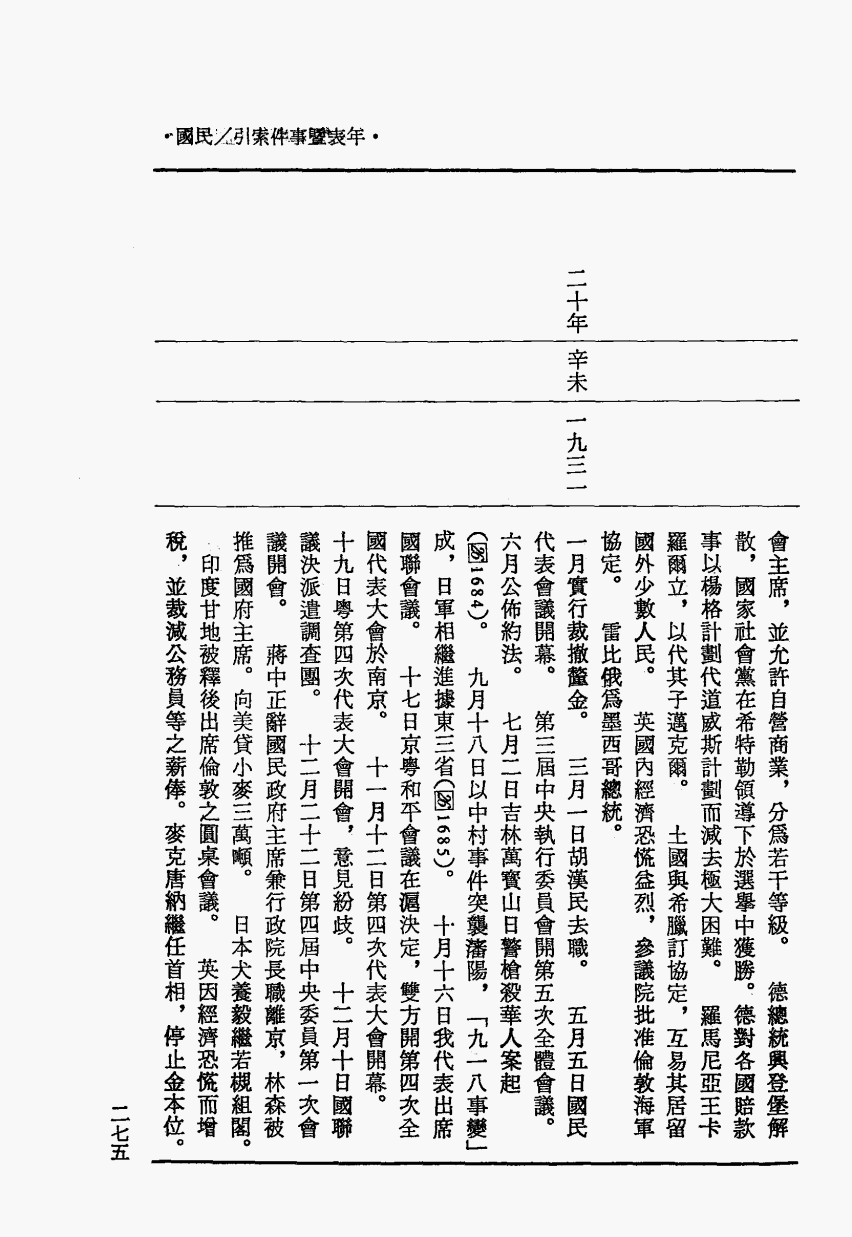 ·年表暨事件索引／民國·
會主席，並允許自營商業，分爲若干等級。　德總統興登堡解
散，國家社會黨在希特勒領導下於選擧中獲勝。德對各國賠款
事以楊格計劃代道威斯計劃而減去極大困難。　羅馬尼亞王卡
羅爾立，以代其子邁克爾。　土國與希臘訂協定，互易其居留
國外少數人民。　英國內經濟恐慌益烈，參議院批准倫敦海軍
協定。　雷比俄爲墨西哥總統。
二十年　辛未　一九三一
一月實行裁撤釐金。　三月一日胡漢民去職。　五月五日國民
代表會議開幕。　第三屆中央執行委員會開第五次全體會議。
六月公佈約法。　七月二日吉林萬寶山日警槍殺華人案起
(圖1684)。　九月十八日以中村事件突襲瀋陽，「九一八事變」
成，日軍相繼進據東三省(圖1685)。　十月十六日我代表出席
國聯會議。　十七日京粵和平會議在滬決定，雙方開第四次全
國代表大會於南京。　十一月十二日第四次代表大會開幕。
十九日粵第四次代表大會開會，意見紛歧。　十二月十日國聯
議決派遣調查團。　十二月二十二日第四屆中央委員第一次會
議開會。　蔣中正辭國民政府主席兼行政院長職離京，林森被
推爲國府主席。向美貸小麥三萬噸。　日本犬養毅繼若槻組閣。
印度甘地被釋後出席倫敦之圓桌會議。　英因經濟恐慌而增
稅，並裁減公務員等之薪俸。麥克唐納繼任首相，停止金本位。
二七五